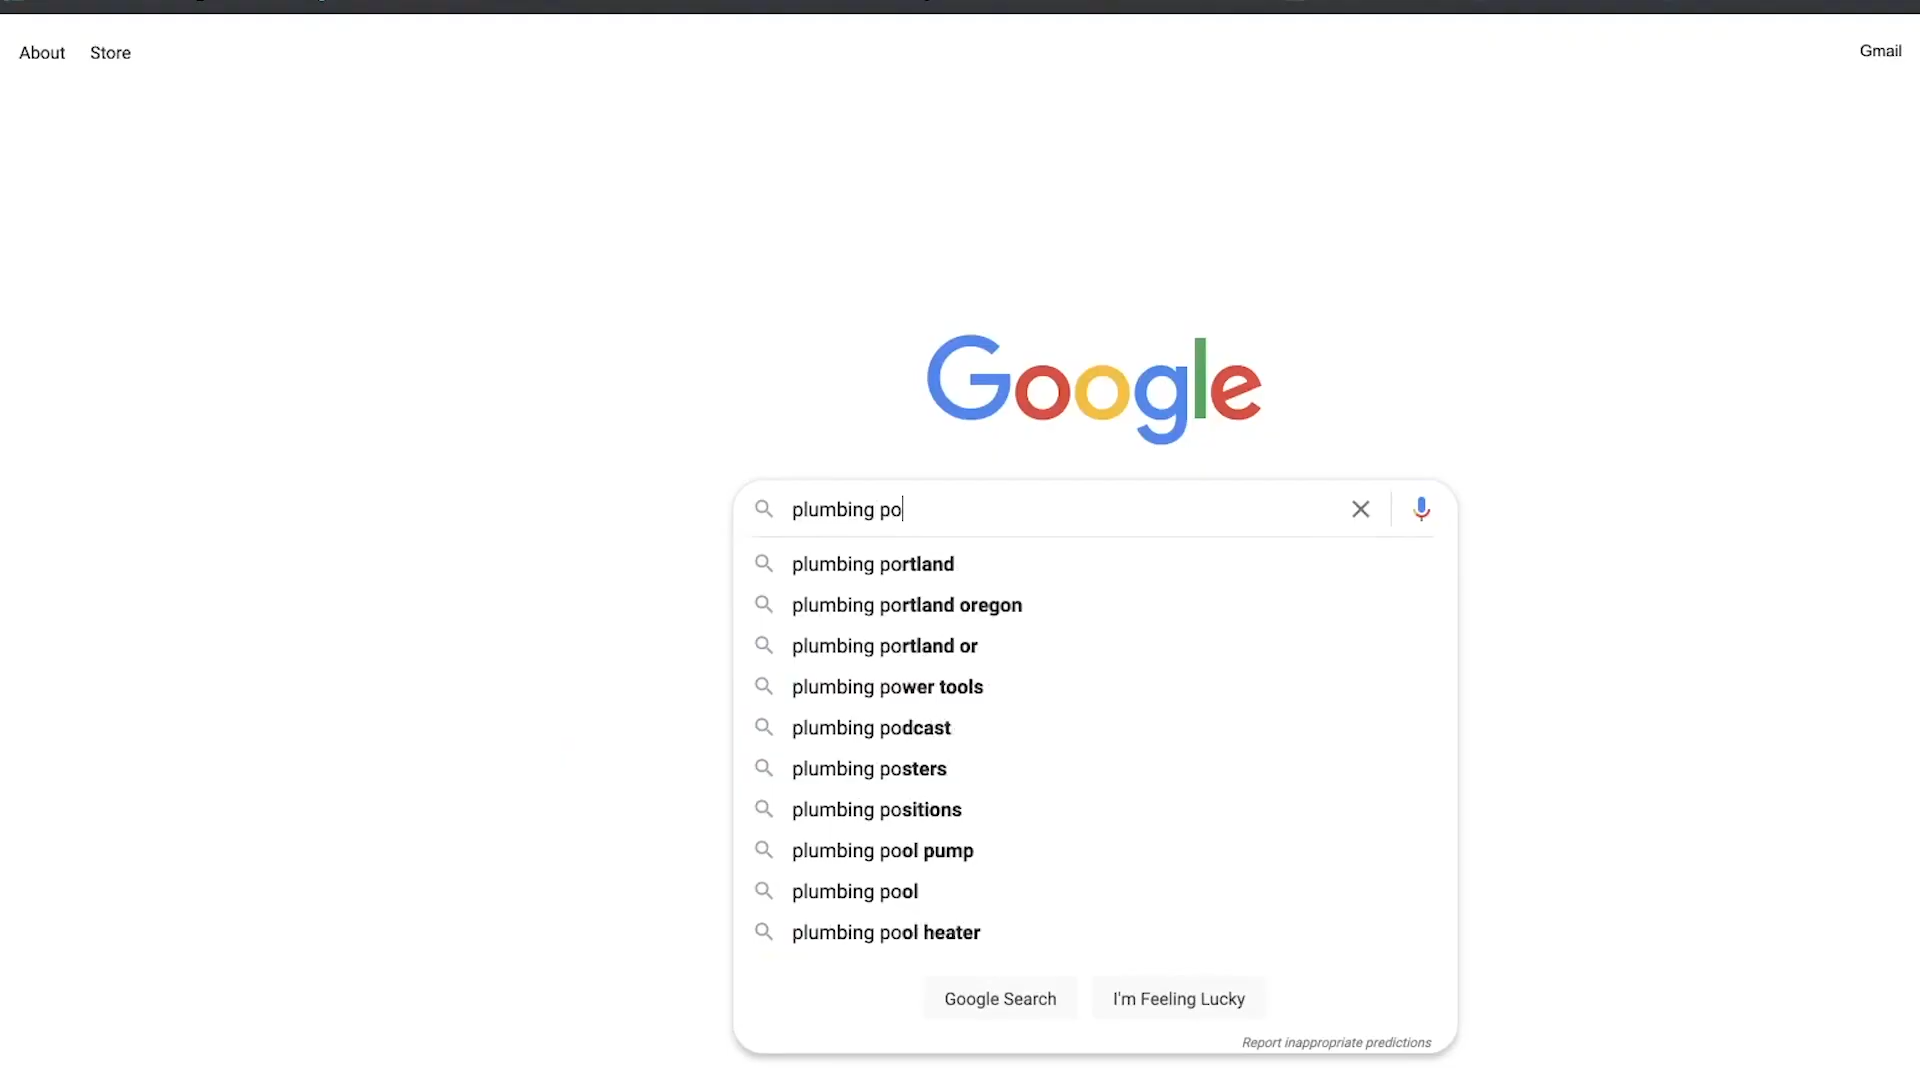 About Store
Gmail
Google
plumbing po
plumbing portland
plumbing portland oregon
plumbing portland or
plumbing power tools
plumbing podcast
plumbing posters
plumbing positions
plumbing pool pump
plumbing pool
plumbing pool heater
Google Search I'm Feeling Lucky
Report inappropriate predictions